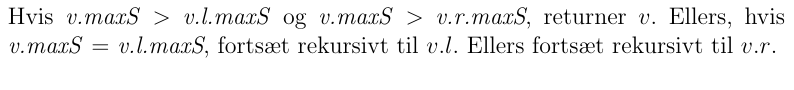 Hvis v.maxS > v.l.maxS og v.maxS > v.r.maxS, returner v. Ellers, hvis
v.maxS = v.l.maxS, fortsæt rekursivt til v.l. Ellers fortsæt rekursivt til v.r.